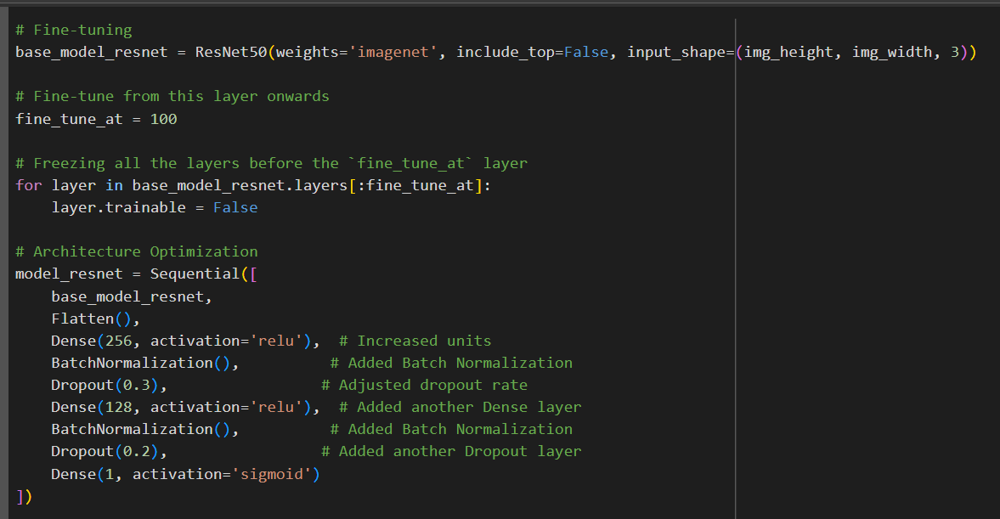 # Fine-tuning
base_model_resnet = ResNet50(weights='imagenet', include_top=False, input_shape=(img_height, img_width, 3))
# Fine-tune from this layer onwards
fine_tune_at = 100
# Freezing all the layers before the `fine_tune_at` layer
for layer in base_model_resnet.layers[:fine_tune_at]:
    layer.trainable = False
# Architecture Optimization
model_resnet = Sequential([
    base_model_resnet,
    Flatten(),
    Dense(256, activation='relu'),  # Increased units
    BatchNormalization(),          # Added Batch Normalization
    Dropout(0.3),                 # Adjusted dropout rate
    Dense(128, activation='relu'),  # Added another Dense layer
    BatchNormalization(),          # Added Batch Normalization
    Dropout(0.2),                 # Added another Dropout layer
    Dense(1, activation='sigmoid')
])